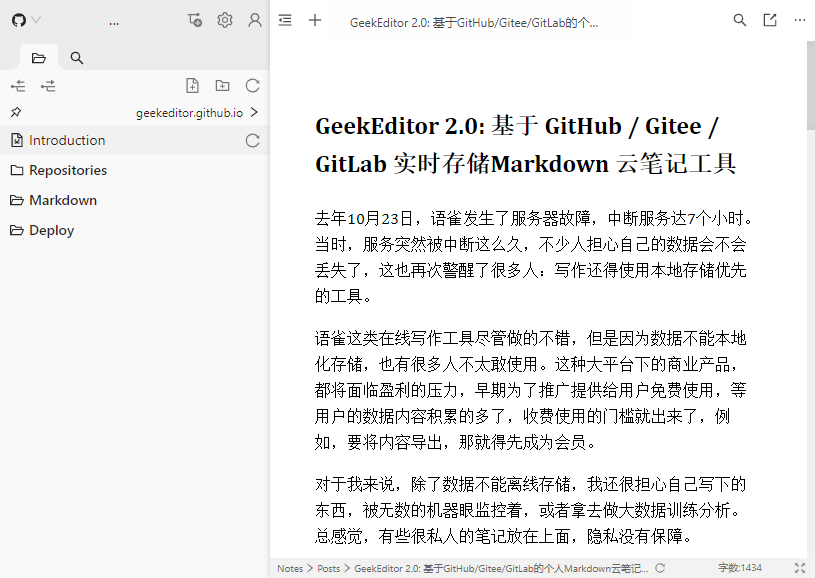 ...
GeekEditor 2.0: 基于GitHub/Gitee/GitLab的个...
geekeditor.github.io
Introduction
Repositories
Markdown
Deploy
GeekEditor 2.0: 基于 GitHub / Gitee /
GitLab 实时存储Markdown 云笔记工具
去年10月23日，语雀发生了服务器故障，中断服务达7个小时。
当时，服务突然被中断这么久，不少人担心自己的数据会不会
丢失了，这也再次警醒了很多人：写作还得使用本地存储优先
的工具。
语雀这类在线写作工具尽管做的不错，但是因为数据不能本地
化存储，也有很多人不太敢使用。这种大平台下的商业产品，
都将面临盈利的压力，早期为了推广提供给用户免费使用，等
用户的数据内容积累的多了，收费使用的门槛就出来了，例
如，要将内容导出，那就得先成为会员。
对于我来说，除了数据不能离线存储，我还很担心自己写下的
东西，被无数的机器眼监控着，或者拿去做大数据训练分析。
总感觉，有些很私人的笔记放在上面，隐私没有保障。
Notes > Posts > GeekEditor 2.0: 基于GitHub/Gitee/GitLab的个人Markdown云笔记...
字数:1434